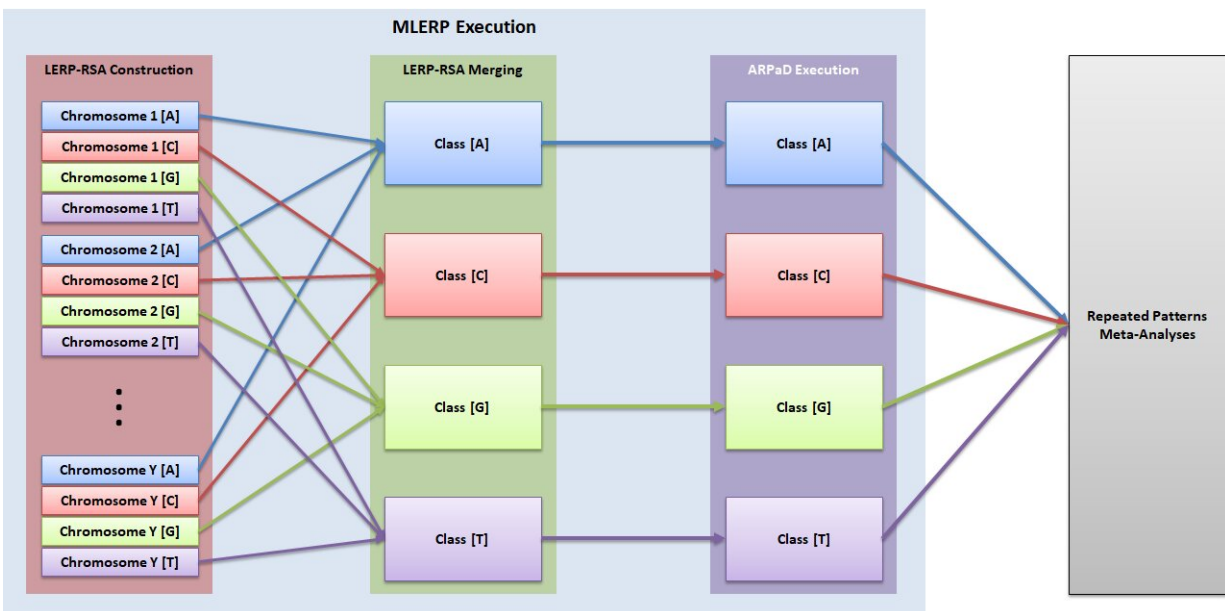 MLERP Execution
LERP-RSA Construction
Chromosome 1 [A]
Chromosome 1 [C]
Chromosome 1 [G]
Chromosome 1 [T]
Chromosome 2 [A]
Chromosome 2 [C]
Chromosome 2 [G]
Chromosome 2 [T]
Chromosome Y [A]
Chromosome Y [C]
Chromosome Y [G]
Chromosome Y [T]
LERP-RSA Merging
Class [A]
Class [C]
Class [G]
Class [T]
ARPaD Execution
Class [A]
Class [C]
Class [G]
Class [T]
Repeated Patterns
Meta-Analyses